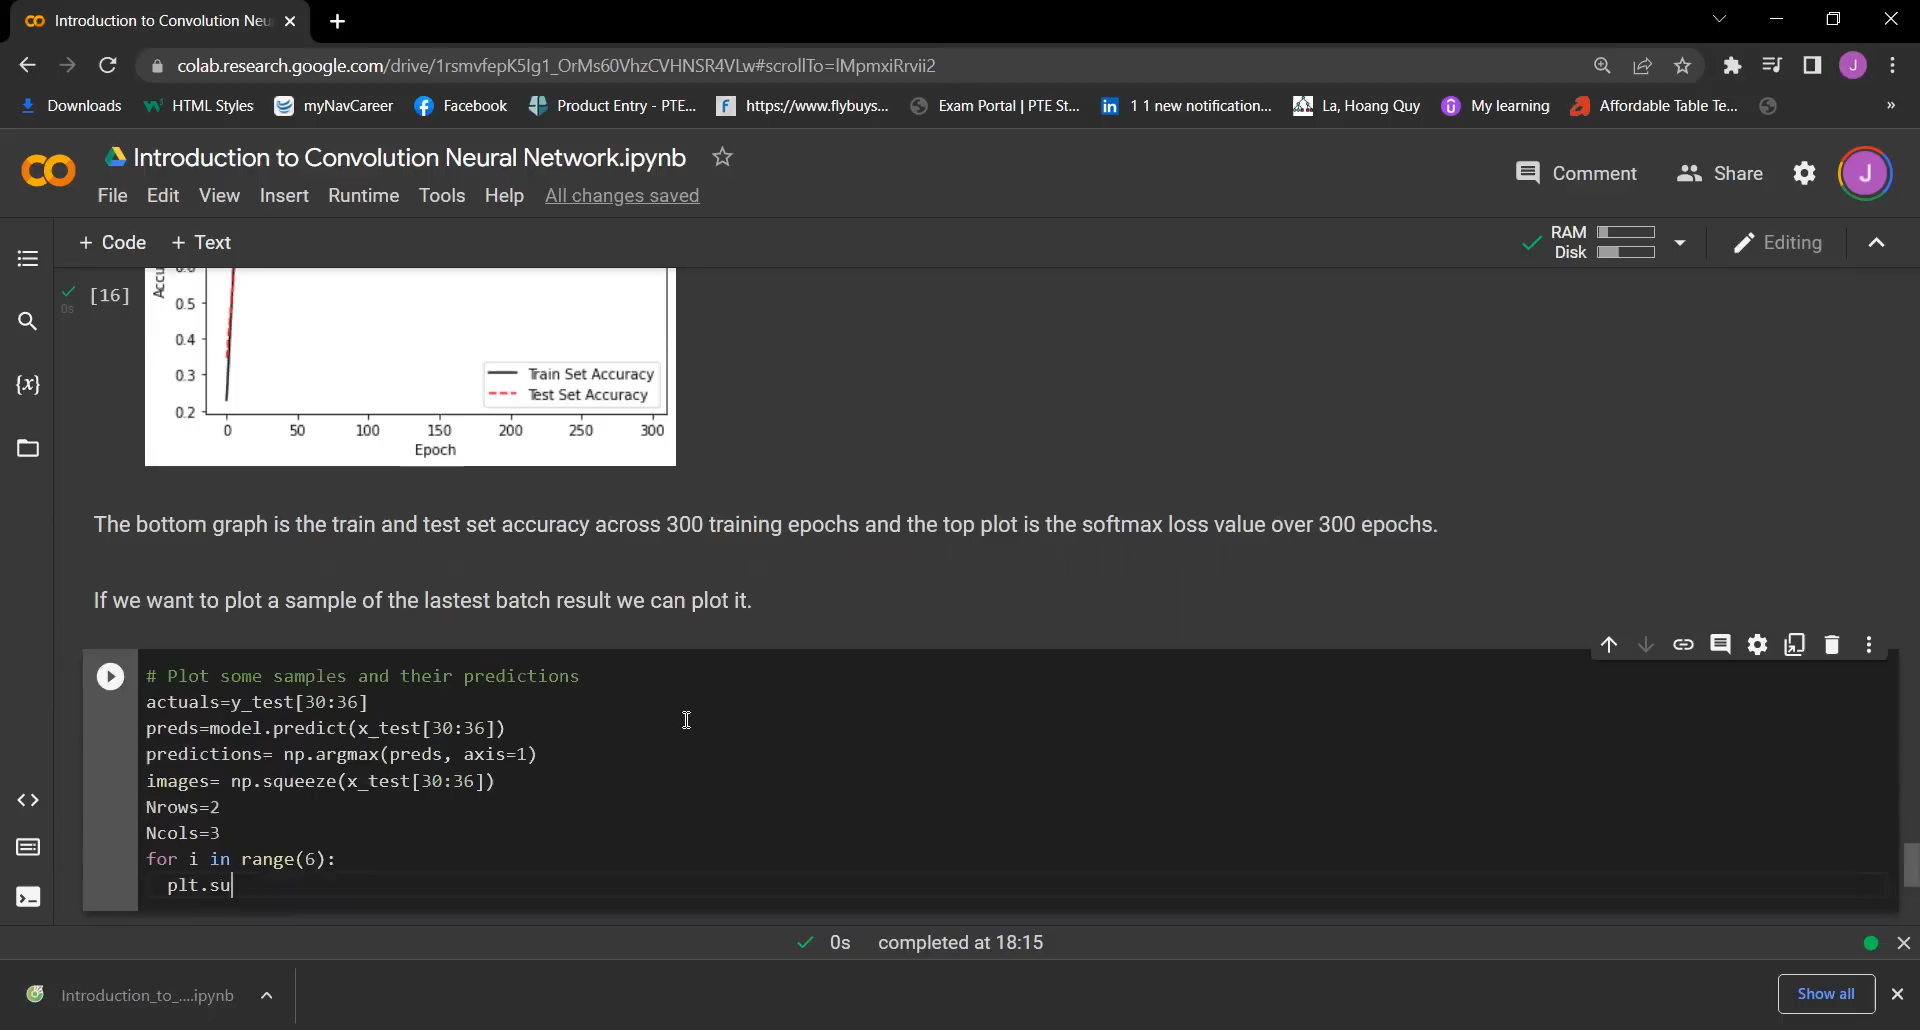 Introduction to Convolution Neu
colab.research.google.com/drive/1rsmvfepK5Ig1_OrMs60VhzCVHNSR4VLw#scrollTo=IMpmxiRrvii2
J
Downloads
HTML Styles
myNavCareer
Facebook
Product Entry - PTE...
https://www.flybuys...
Exam Portal | PTE St...
1 1 new notification...
La, Hoang Quy
My learning
Affordable Table Te...
»
Introduction to Convolution Neural Network.ipynb
Comment
Share
J
File Edit View Insert Runtime Tools Help All changes saved
+ Code + Text
RAM
Disk
Editing
[16]
0s
Accu
0.6
0.5
0.4
0.3
0.2
Train Set Accuracy
Test Set Accuracy
0 50 100 150 200 250 300
Epoch
{x}
The bottom graph is the train and test set accuracy across 300 training epochs and the top plot is the softmax loss value over 300 epochs.
If we want to plot a sample of the lastest batch result we can plot it.
# Plot some samples and their predictions
actuals=y_test[30:36]
preds=model.predict(x_test[30:36])
predictions= np.argmax(preds, axis=1)
images= np.squeeze(x_test[30:36])
Nrows=2
Ncols=3
for i in range(6):
plt.su
0s completed at 18:15
Introduction_to_....ipynb
Show all